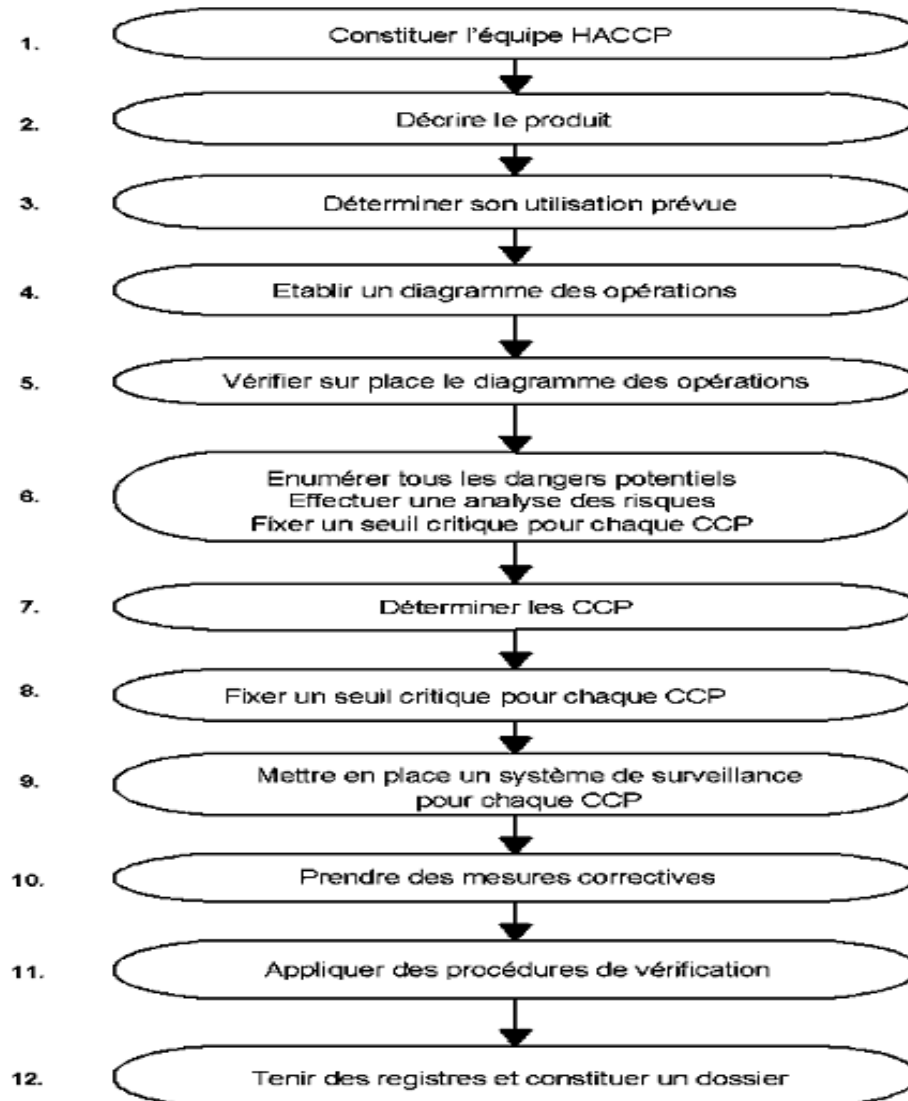 1. Constituer l'équipe HACCP
2. Décrire le produit
3. Déterminer son utilisation prévue
4. Etablir un diagramme des opérations
5. Vérifier sur place le diagramme des opérations
6. Enumérer tous les dangers potentiels
Effectuer une analyse des risques
Fixer un seuil critique pour chaque CCP
7. Déterminer les CCP
8. Fixer un seuil critique pour chaque CCP
9. Mettre en place un système de surveillance
pour chaque CCP
10. Prendre des mesures correctives
11. Appliquer des procédures de vérification
12. Tenir des registres et constituer un dossier